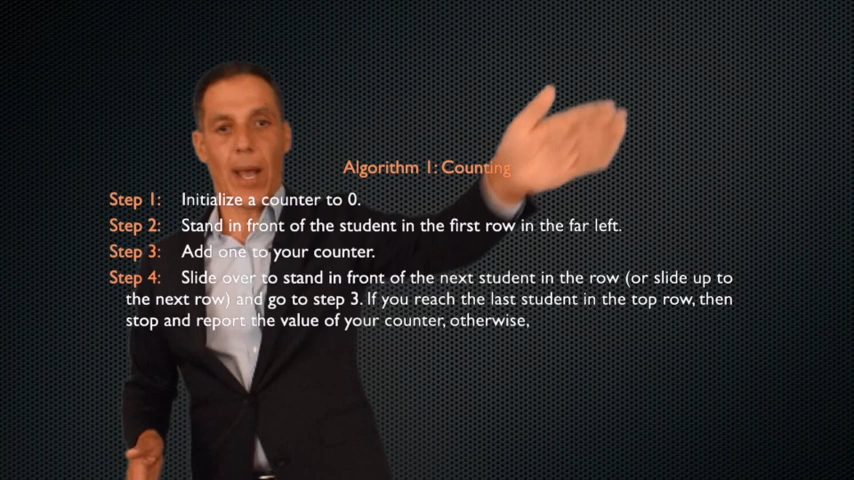 Algorithm 1: Counting
Step 1: Initialize a counter to 0.
Step 2: Stand in front of the student in the first row in the far left.
Step 3: Add one to your counter.
Step 4: Slide over to stand in front of the next student in the row (or slide up to
the next row) and go to step 3. If you reach the last student in the top row, then
stop and report the value of your counter, otherwise,